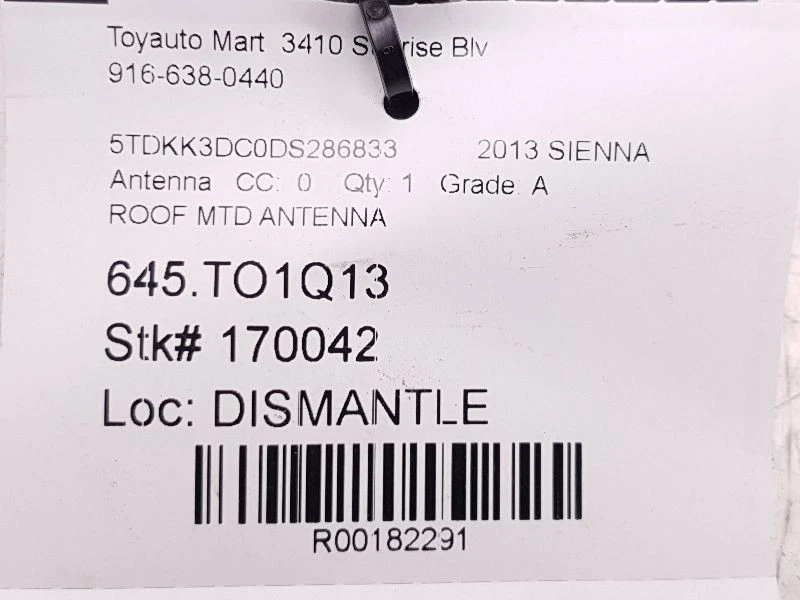 Toyauto Mart 3410 Blv
916-638-0440
5TDKK3DC0DS286833 2013 SIENNA
Antenna CC: 0 Qty: 1 Grade: A
ROOF MTD ANTENNA
645.TO1Q13
Stk# 170042
Loc: DISMANTLE
R00182291